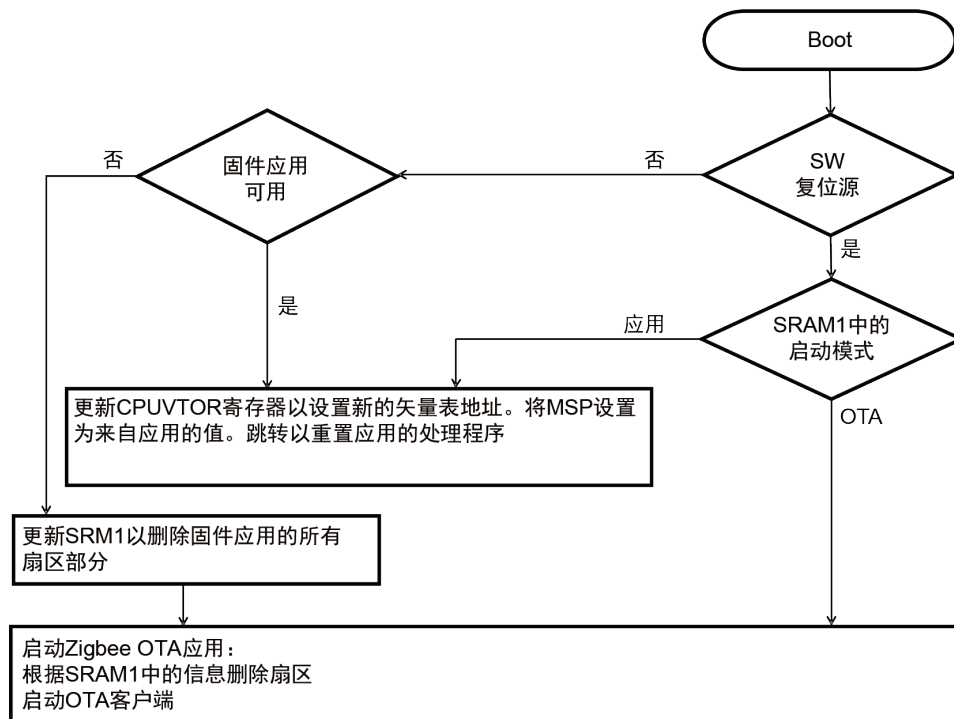 Boot
SW
复位源
否
固件应用
可用
否
是
是
SRAM1中的
启动模式
应用
OTA
更新CPUVTOR寄存器以设置新的矢量表地址。将MSP设置
为来自应用的值。跳转以重置应用的处理程序
更新SRM1以删除固件应用的所有
扇区部分
启动Zigbee OTA应用：
根据SRAM1中的信息删除扇区
启动OTA客户端